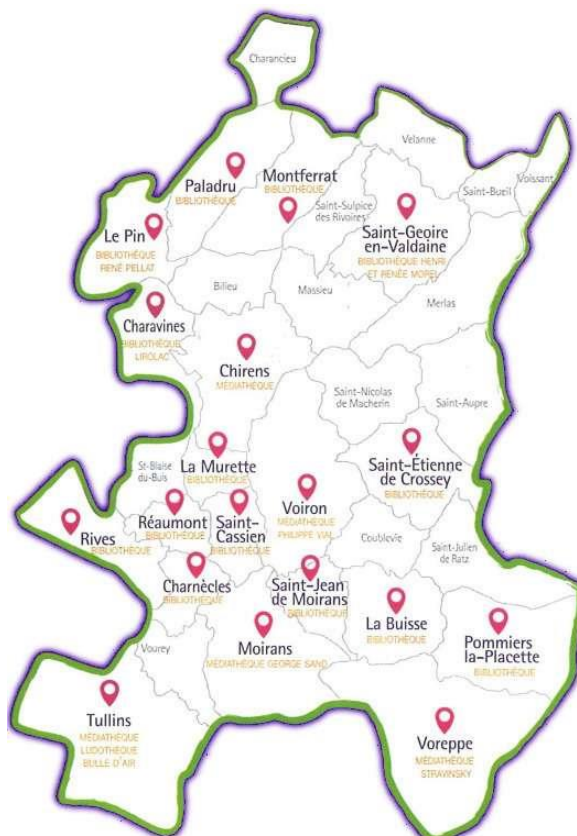 Charancieu
Velanne
Voissant
Saint-Bueil
Paladru
BIBLIOTHÈQUE
Montferrat
BIBLIOTHÈQUE
Saint-Sulpice
des Rivoires
Saint-Geoire
en-Valdaine
BIBLIOTHÈQUE HENRI
ET RENÉE MOREL
Le Pin
BIBLIOTHÈQUE
RENÉ PELLAT
Bilieu
Massieu
Merlas
Charavines
BIBLIOTHÈQUE
LIROLAC
Chirens
MÉDIATHÈQUE
Saint-Nicolas
de Macherin
Saint-Aupre
St-Blaise
du-Buis
La Murette
BIBLIOTHÈQUE
Saint-Étienne
de Crossey
BIBLIOTHÈQUE
Rives
BIBLIOTHÈQUE
Réaumont
BIBLIOTHÈQUE
Saint-
Cassien
BIBLIOTHÈQUE
Voiron
MÉDIATHÈQUE
PHILIPPE VIAL
Coublevie
Saint-Julien
de Ratz
Charnècles
BIBLIOTHÈQUE
Saint-Jean
de Moirans
BIBLIOTHÈQUE
La Buisse
BIBLIOTHÈQUE
Pommiers
la-Placette
BIBLIOTHÈQUE
Vourey
Moirans
MÉDIATHÈQUE GEORGE SAND
Tullins
MÉDIATHÈQUE
LUDOTHÈQUE
BULLE D'AIR
Voreppe
MÉDIATHÈQUE
STRAVINSKY